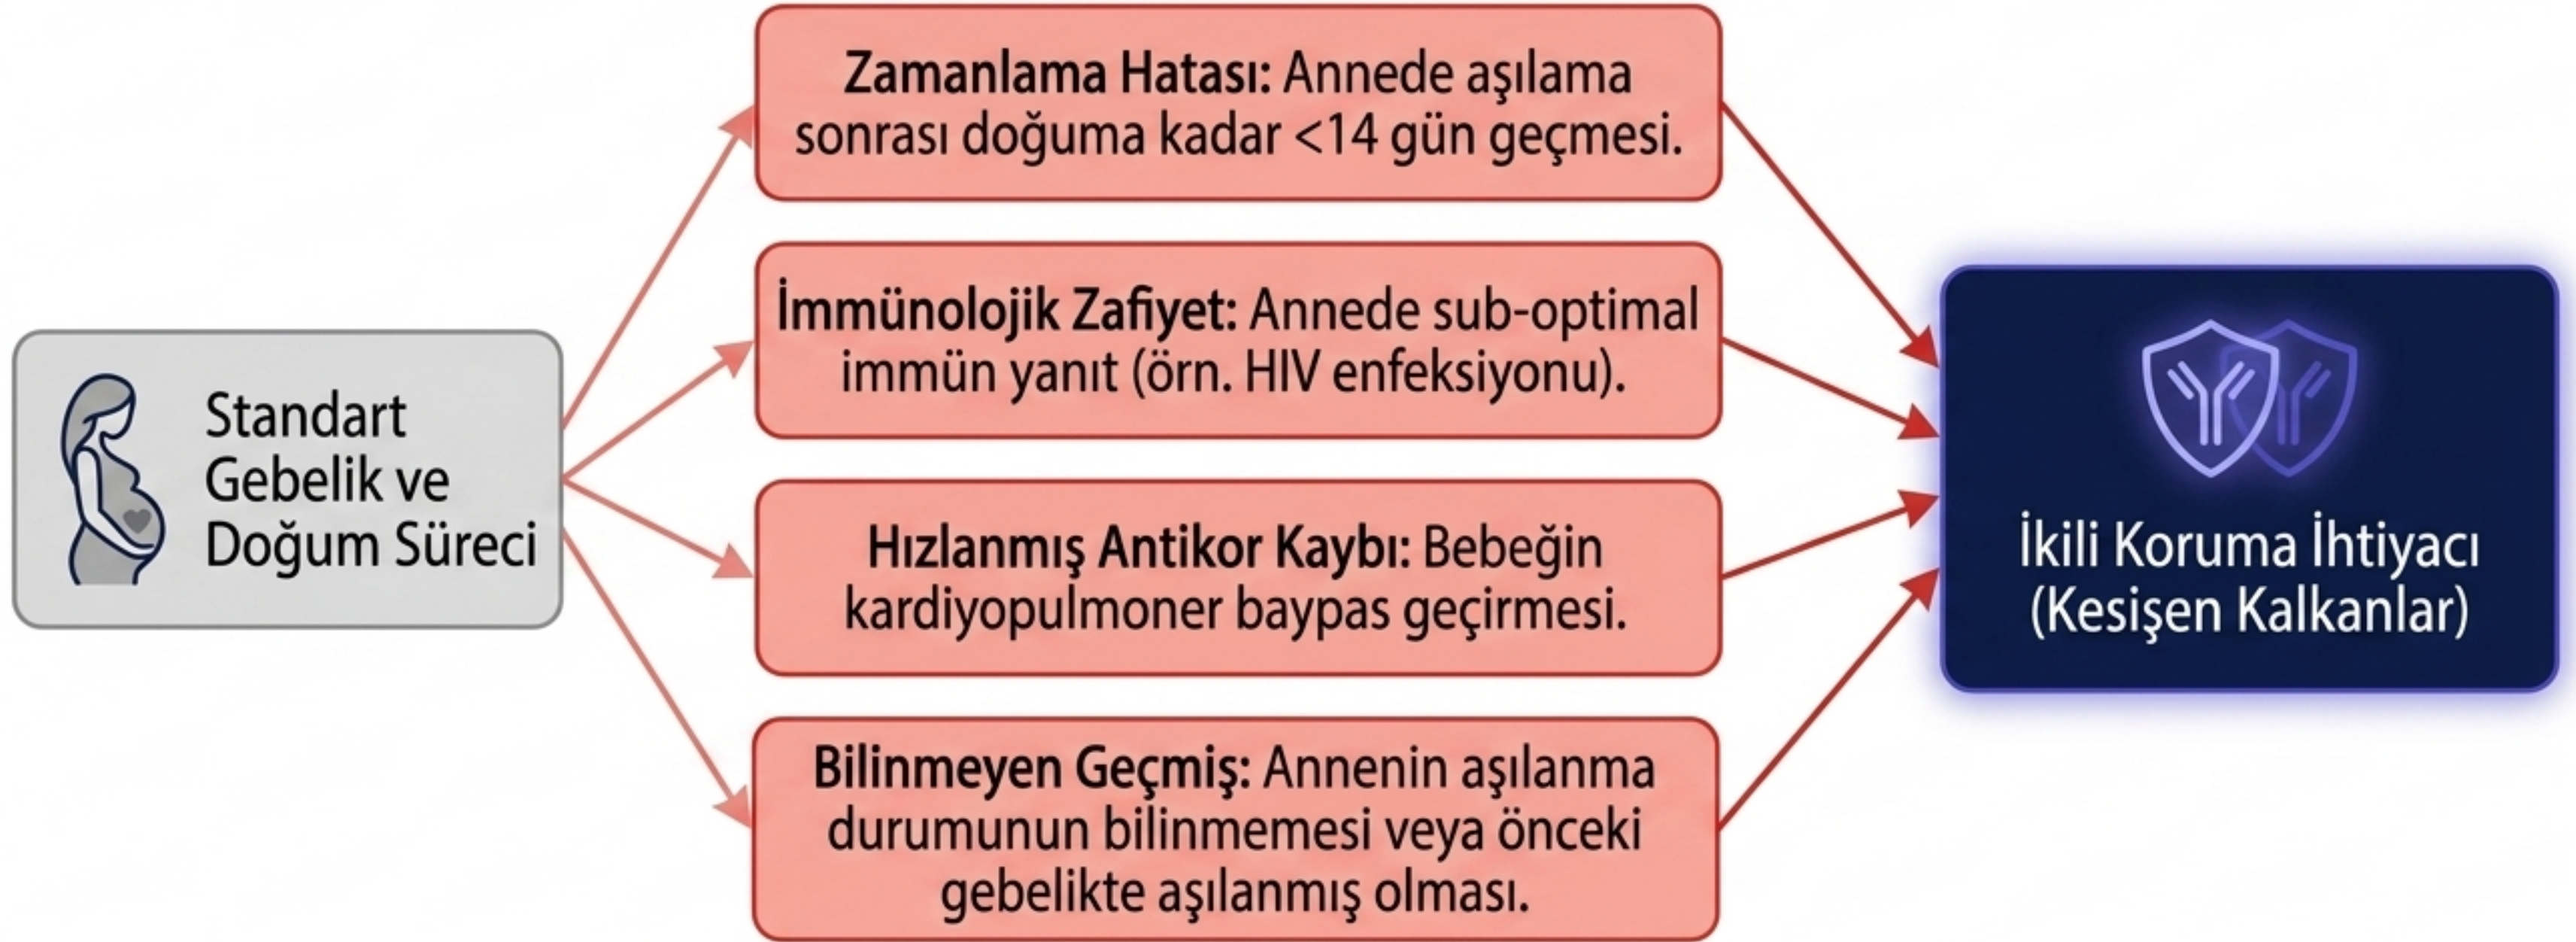 Standart
Gebelik ve
Doğum Süreci
Zamanlama Hatası: Annede aşılama
sonrası doğuma kadar <14 gün geçmesi.
İmmünolojik Zafiyet: Annede sub-optimal
immün yanıt (örn. HIV enfeksiyonu).
Hızlanmış Antikor Kaybı: Bebeğin
kardiyopulmoner baypas geçirmesi.
Bilinmeyen Geçmiş: Annenin aşılanma
durumunun bilinmemesi veya önceki
gebelikte aşılanmış olması.
İkili Koruma İhtiyacı
(Kesişen Kalkanlar)